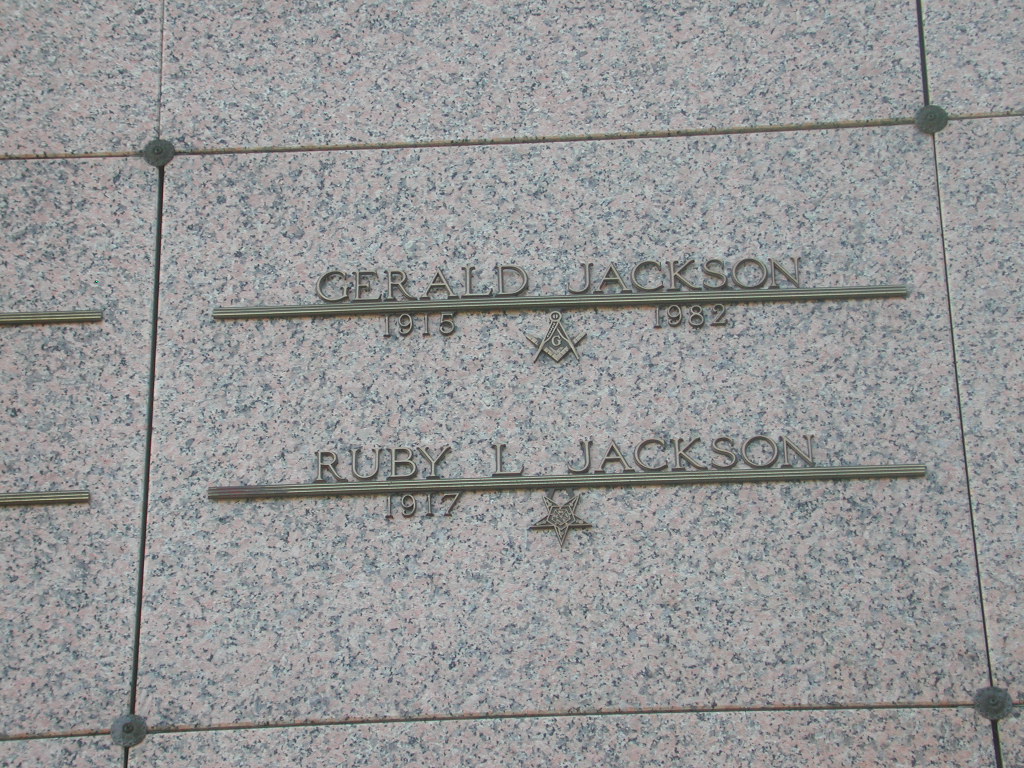 GERALD JACKSON
1915 G 1982
RUBY L JACKSON
1917